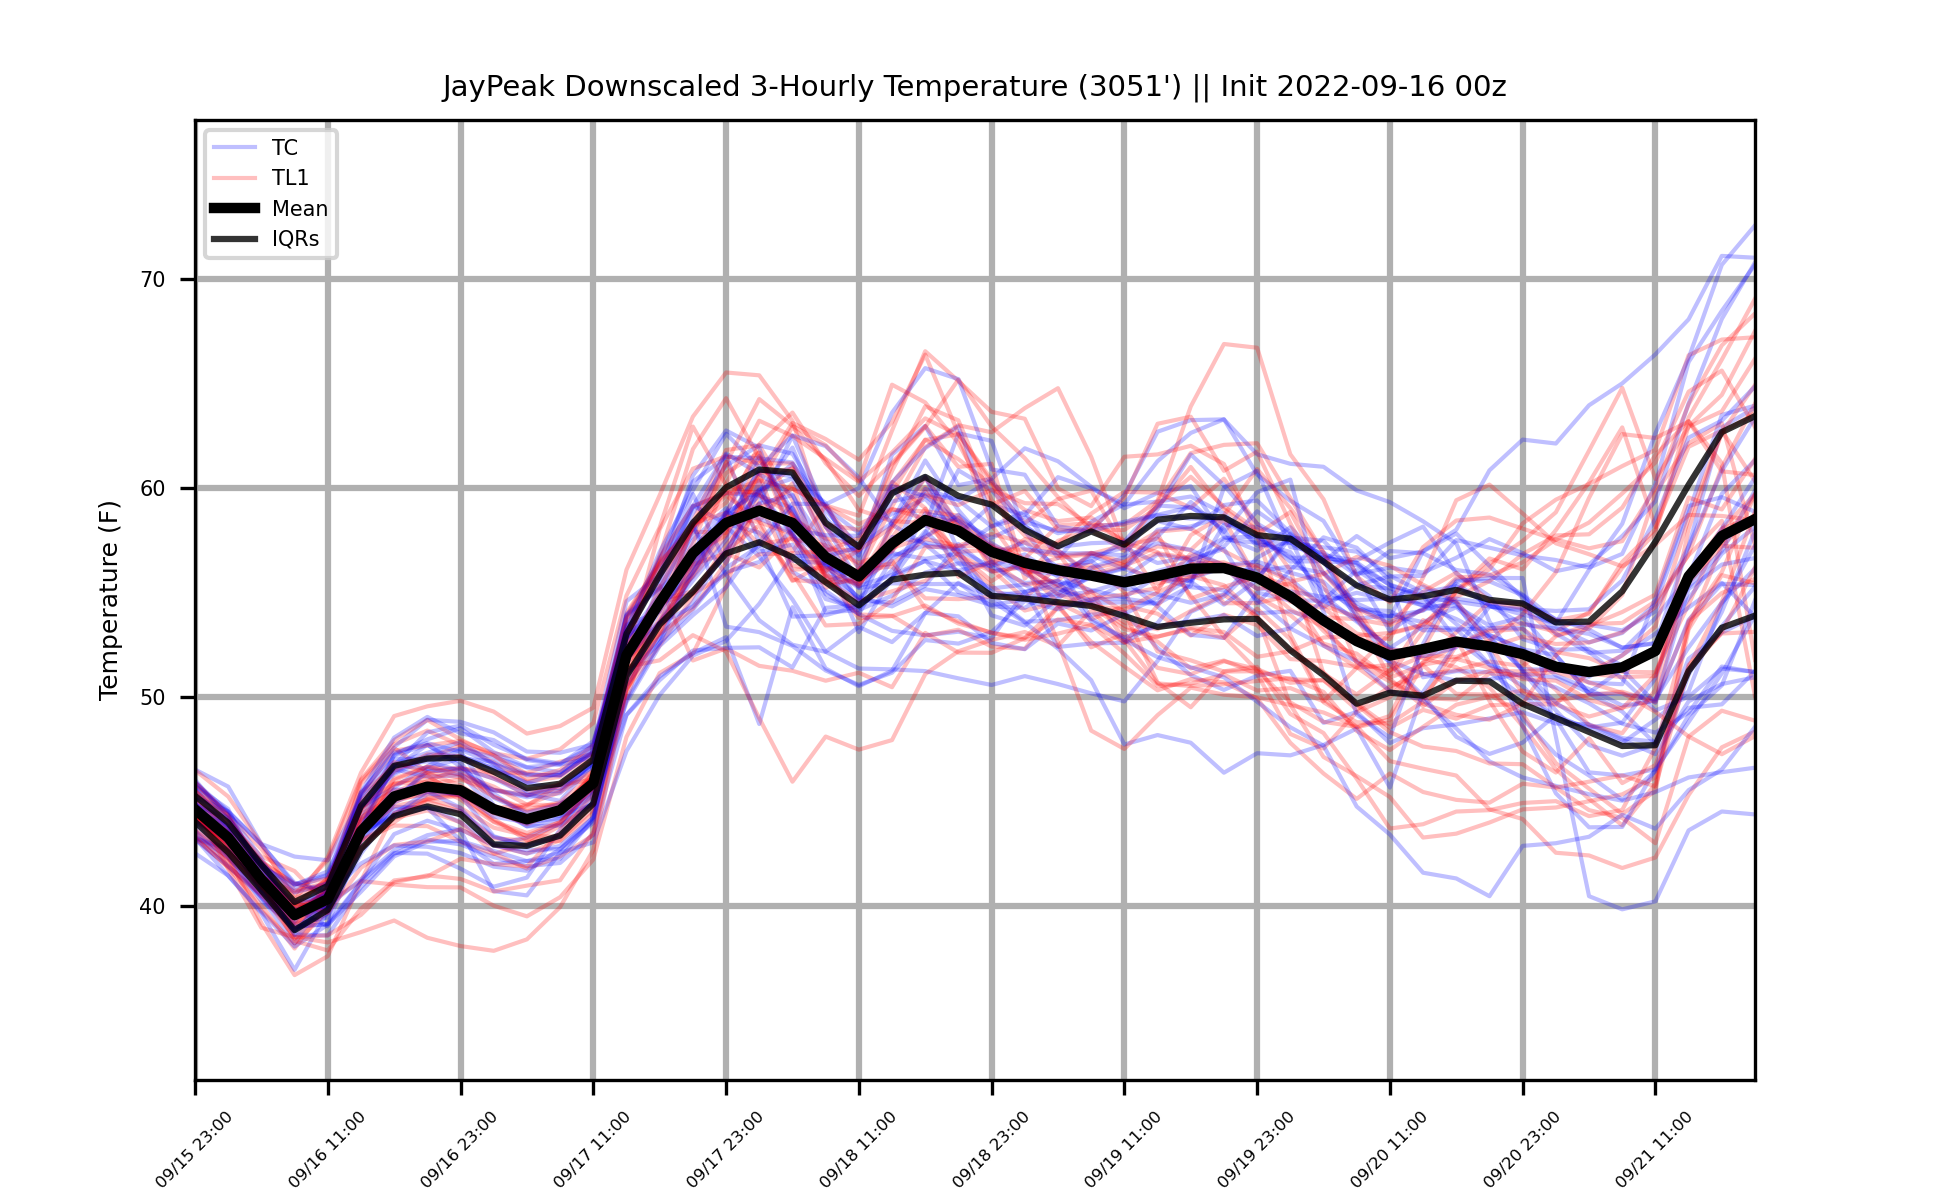 JayPeak Downscaled 3-Hourly Temperature (3051') || Init 2022-09-16 00z
TC
TL1
Mean
IQRs
Temperature (F)
70
60
50
40
09/15 23:00
09/16 11:00
09/16 23:00
09/17 11:00
09/17 23:00
09/18 11:00
09/18 23:00
09/19 11:00
09/19 23:00
09/20 11:00
09/20 23:00
09/21 11:00